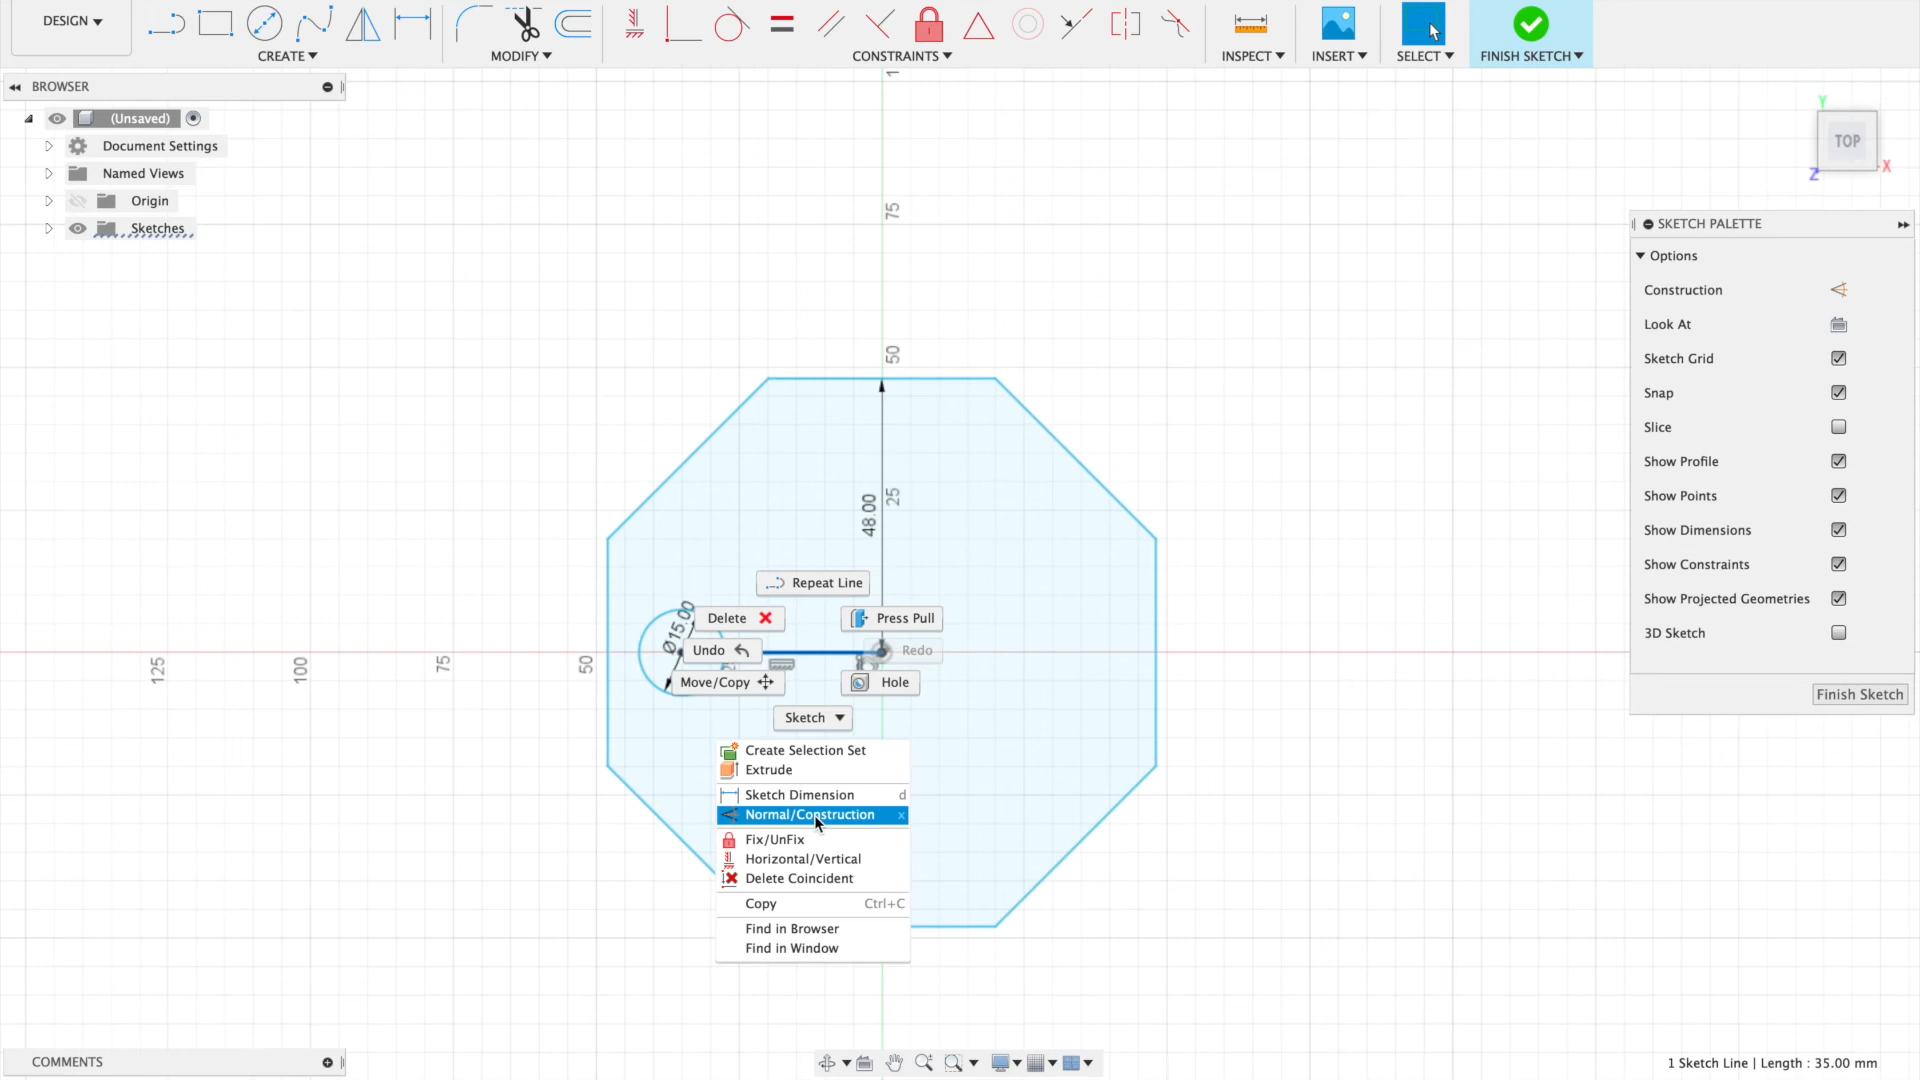 DESIGN ▾
CREATE ▾
MODIFY ▾
CONSTRAINTS ▾
INSPECT ▾
INSERT ▾
SELECT ▾
FINISH SKETCH ▾
BROWSER
(Unsaved)
Document Settings
Named Views
Origin
Sketches
Y
TOP
X
Z
SKETCH PALETTE
Options
Construction
Look At
Sketch Grid
Snap
Slice
Show Profile
Show Points
Show Dimensions
Show Constraints
Show Projected Geometries
3D Sketch
Finish Sketch
75
50
25
48.00
125
100
75
50
Ø15.00
Repeat Line
Delete
Press Pull
Undo
Redo
Move/Copy
Hole
Sketch ▾
Create Selection Set
Extrude
Sketch Dimension d
Normal/Construction x
Fix/UnFix
Horizontal/Vertical
Delete Coincident
Copy Ctrl+C
Find in Browser
Find in Window
COMMENTS
1 Sketch Line | Length : 35.00 mm